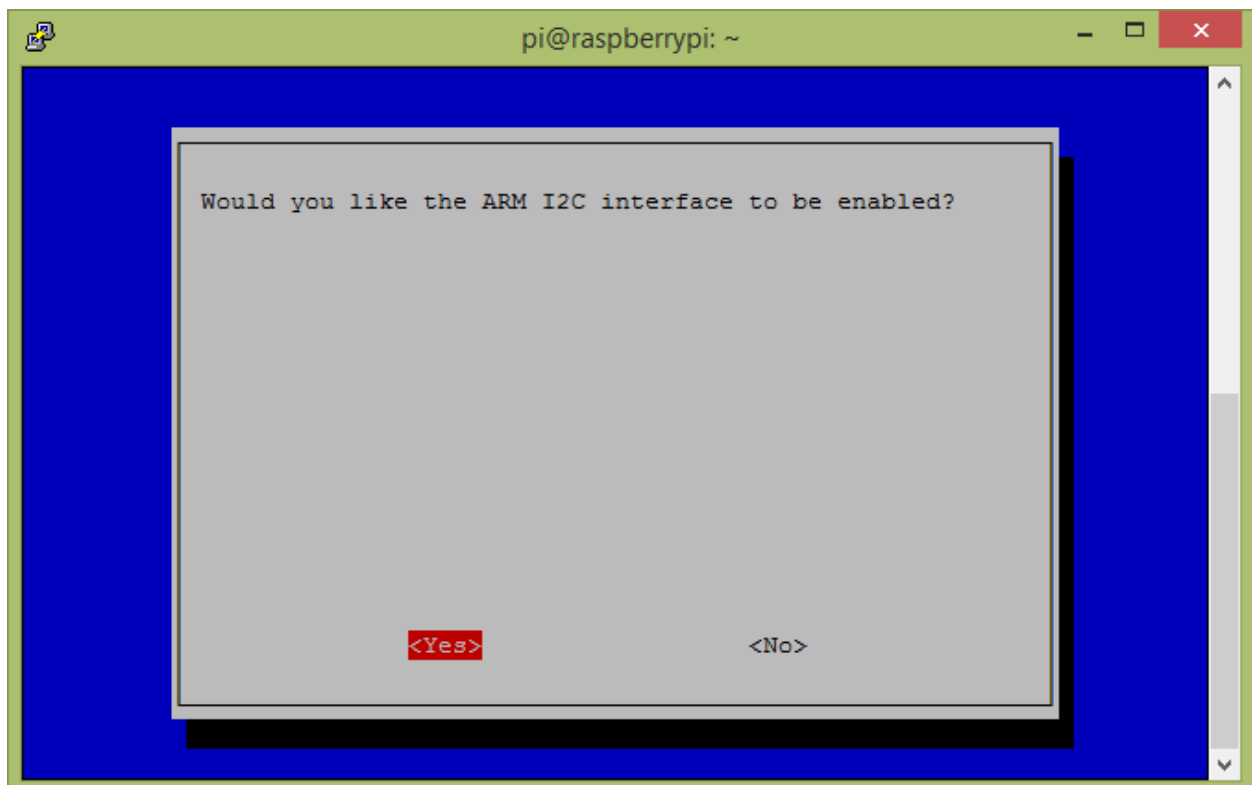 pi@raspberrypi: ~
Would you like the ARM I2C interface to be enabled?
<Yes> <No>